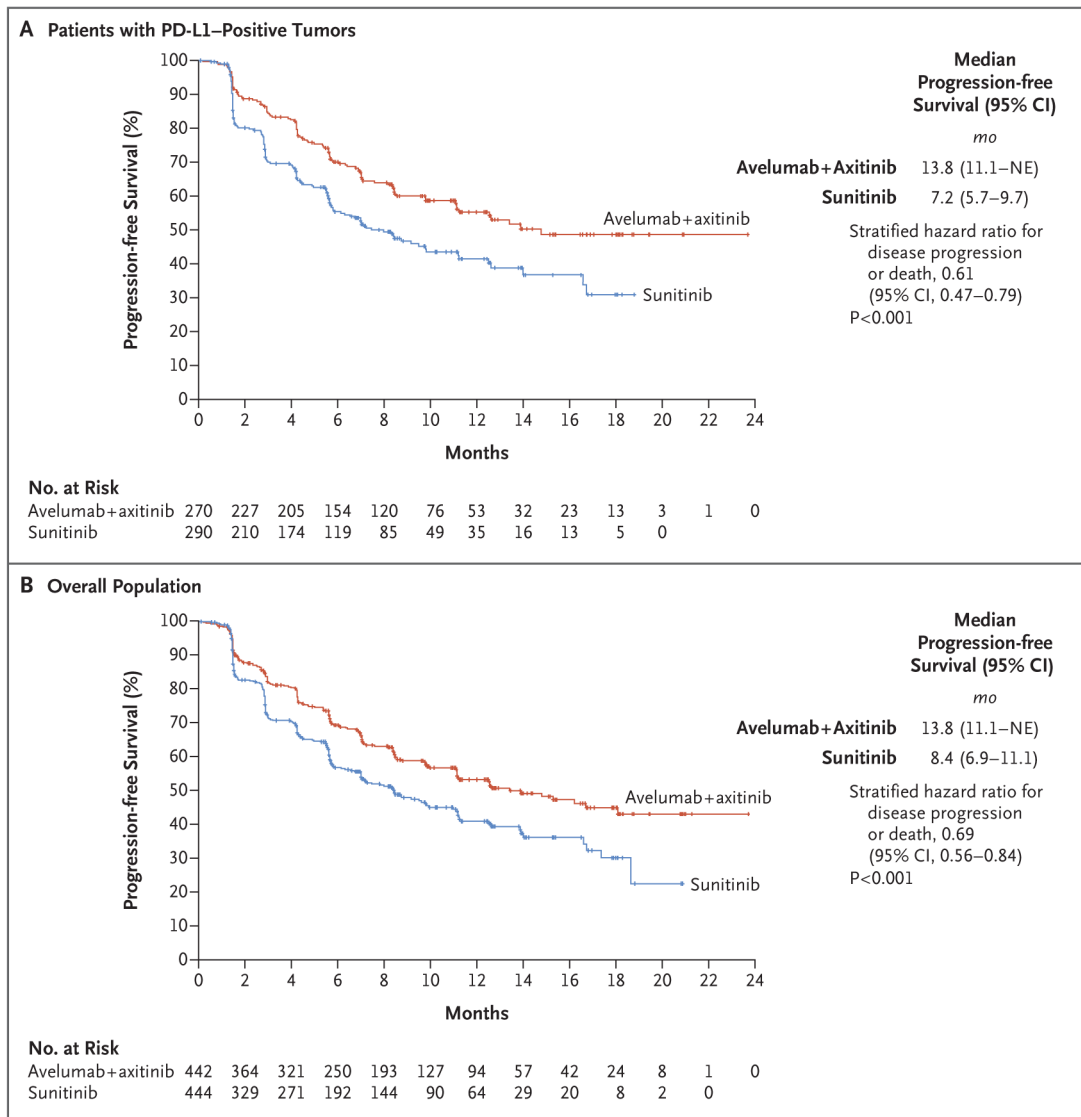 A Patients with PD-L1–Positive Tumors
Progression-free Survival (%)
100
90
80
70
60
50
40
30
20
10
0
0 2 4 6 8 10 12 14 16 18 20 22 24
Months
Avelumab+axitinib
Sunitinib
Median
Progression-free
Survival (95% CI)
mo
Avelumab+Axitinib 13.8 (11.1–NE)
Sunitinib 7.2 (5.7–9.7)
Stratified hazard ratio for
disease progression
or death, 0.61
(95% CI, 0.47–0.79)
P<0.001
No. at Risk
Avelumab+axitinib 270 227 205 154 120 76 53 32 23 13 3 1 0
Sunitinib 290 210 174 119 85 49 35 16 13 5 0
B Overall Population
Progression-free Survival (%)
100
90
80
70
60
50
40
30
20
10
0
0 2 4 6 8 10 12 14 16 18 20 22 24
Months
Avelumab+axitinib
Sunitinib
Median
Progression-free
Survival (95% CI)
mo
Avelumab+Axitinib 13.8 (11.1–NE)
Sunitinib 8.4 (6.9–11.1)
Stratified hazard ratio for
disease progression
or death, 0.69
(95% CI, 0.56–0.84)
P<0.001
No. at Risk
Avelumab+axitinib 442 364 321 250 193 127 94 57 42 24 8 1 0
Sunitinib 444 329 271 192 144 90 64 29 20 8 2 0